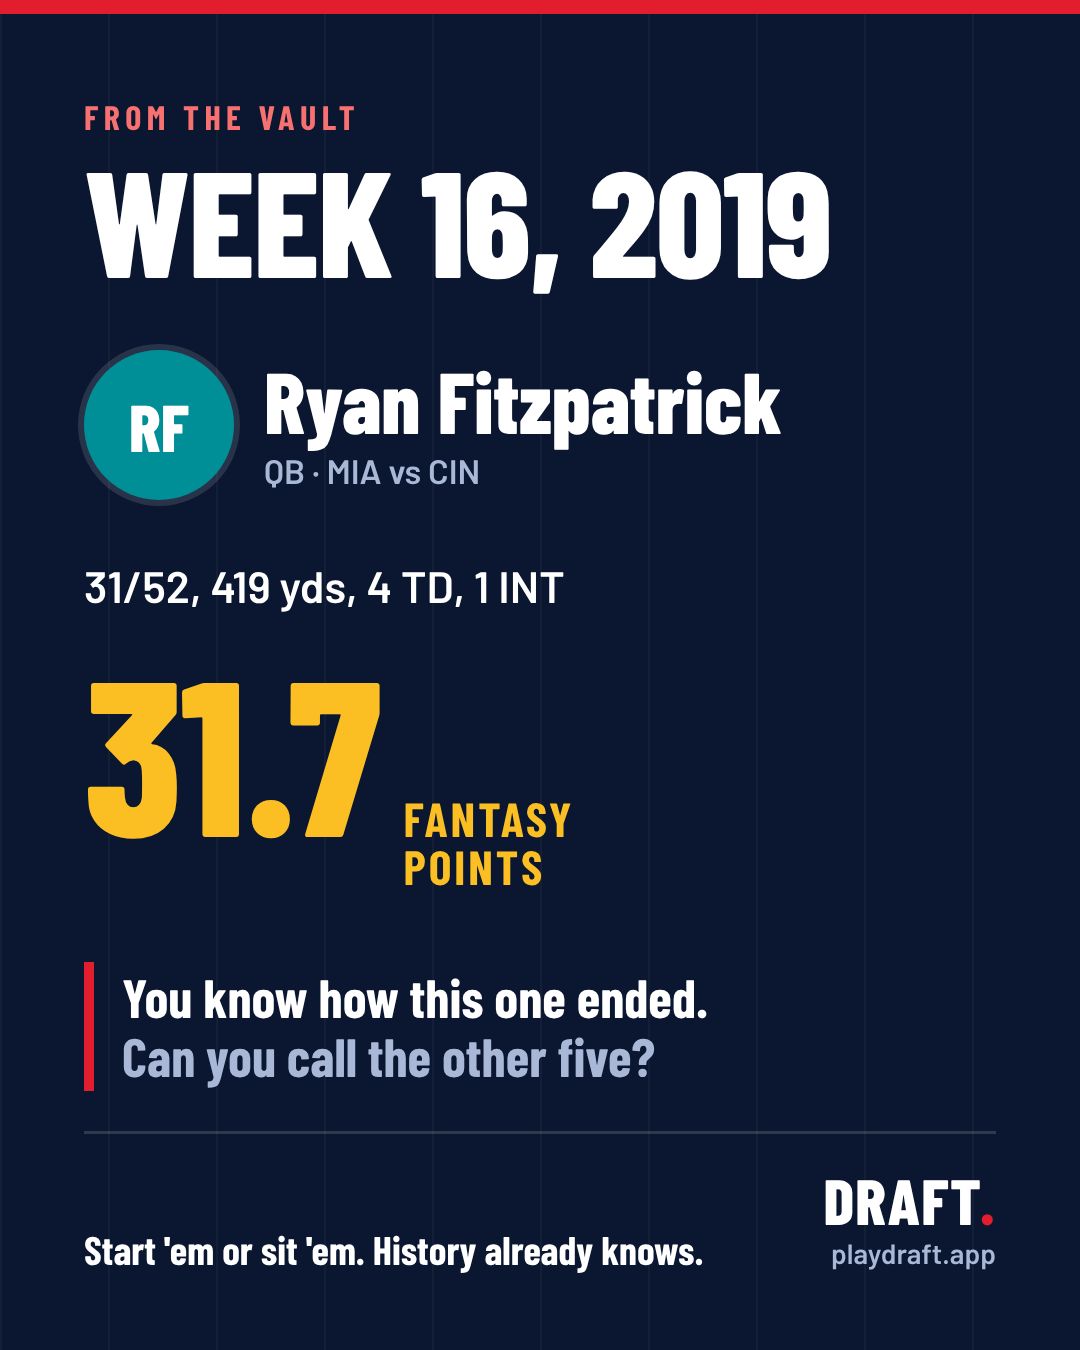 FROM THE VAULT
WEEK 16, 2019
RF
Ryan Fitzpatrick
QB · MIA vs CIN
31/52, 419 yds, 4 TD, 1 INT
31.7
FANTASY
POINTS
You know how this one ended.
Can you call the other five?
DRAFT.
Start 'em or sit 'em. History already knows.
playdraft.app